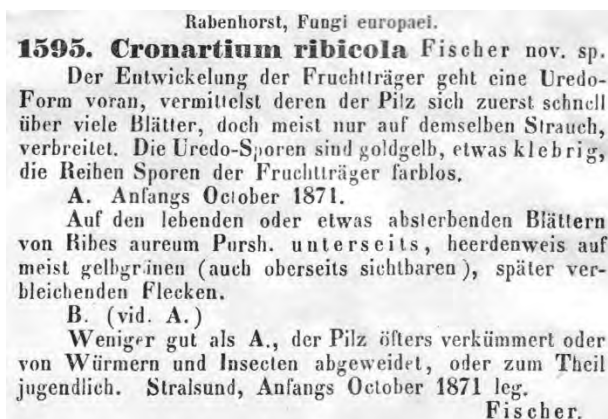 Rabenhorst, Fungi europaei.
1595. Cronartium ribicola Fischer nov. sp.
Der Entwickelung der Fruchtträger geht eine Uredo-
Form voran, vermittelst deren der Pilz sich zuerst schnell
über viele Blätter, doch meist nur auf demselben Strauch,
verbreitet. Die Uredo-Sporen sind goldgelb, etwas klebrig,
die Reihen Sporen der Fruchtträger farblos.
A. Anfangs October 1871.
Auf den lebenden oder etwas absterbenden Blättern
von Ribes aureum Pursh. unterseits, heerdenweis auf
meist gelbgrünen (auch oberseits sichtbaren), später ver-
bleichenden Flecken.
B. (vid. A.)
Weniger gut als A., der Pilz öfters verkümmert oder
von Würmern und Insecten abgeweidet, oder zum Theil
jugendlich. Stralsund, Anfangs October 1871 leg.
Fischer.